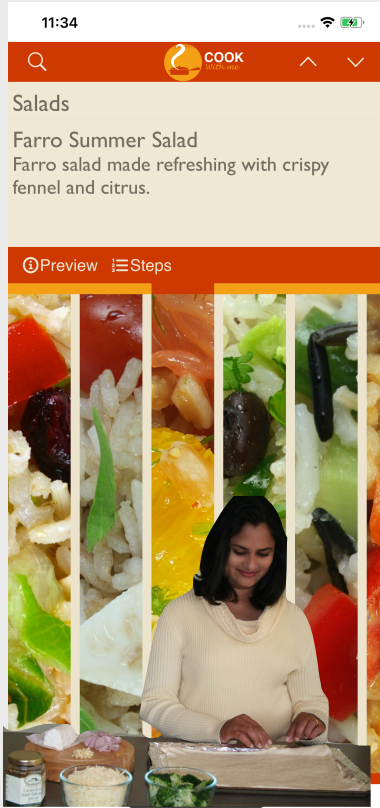 11:34
COOK
With me
Salads
Farro Summer Salad
Farro salad made refreshing with crispy
fennel and citrus.
Preview Steps